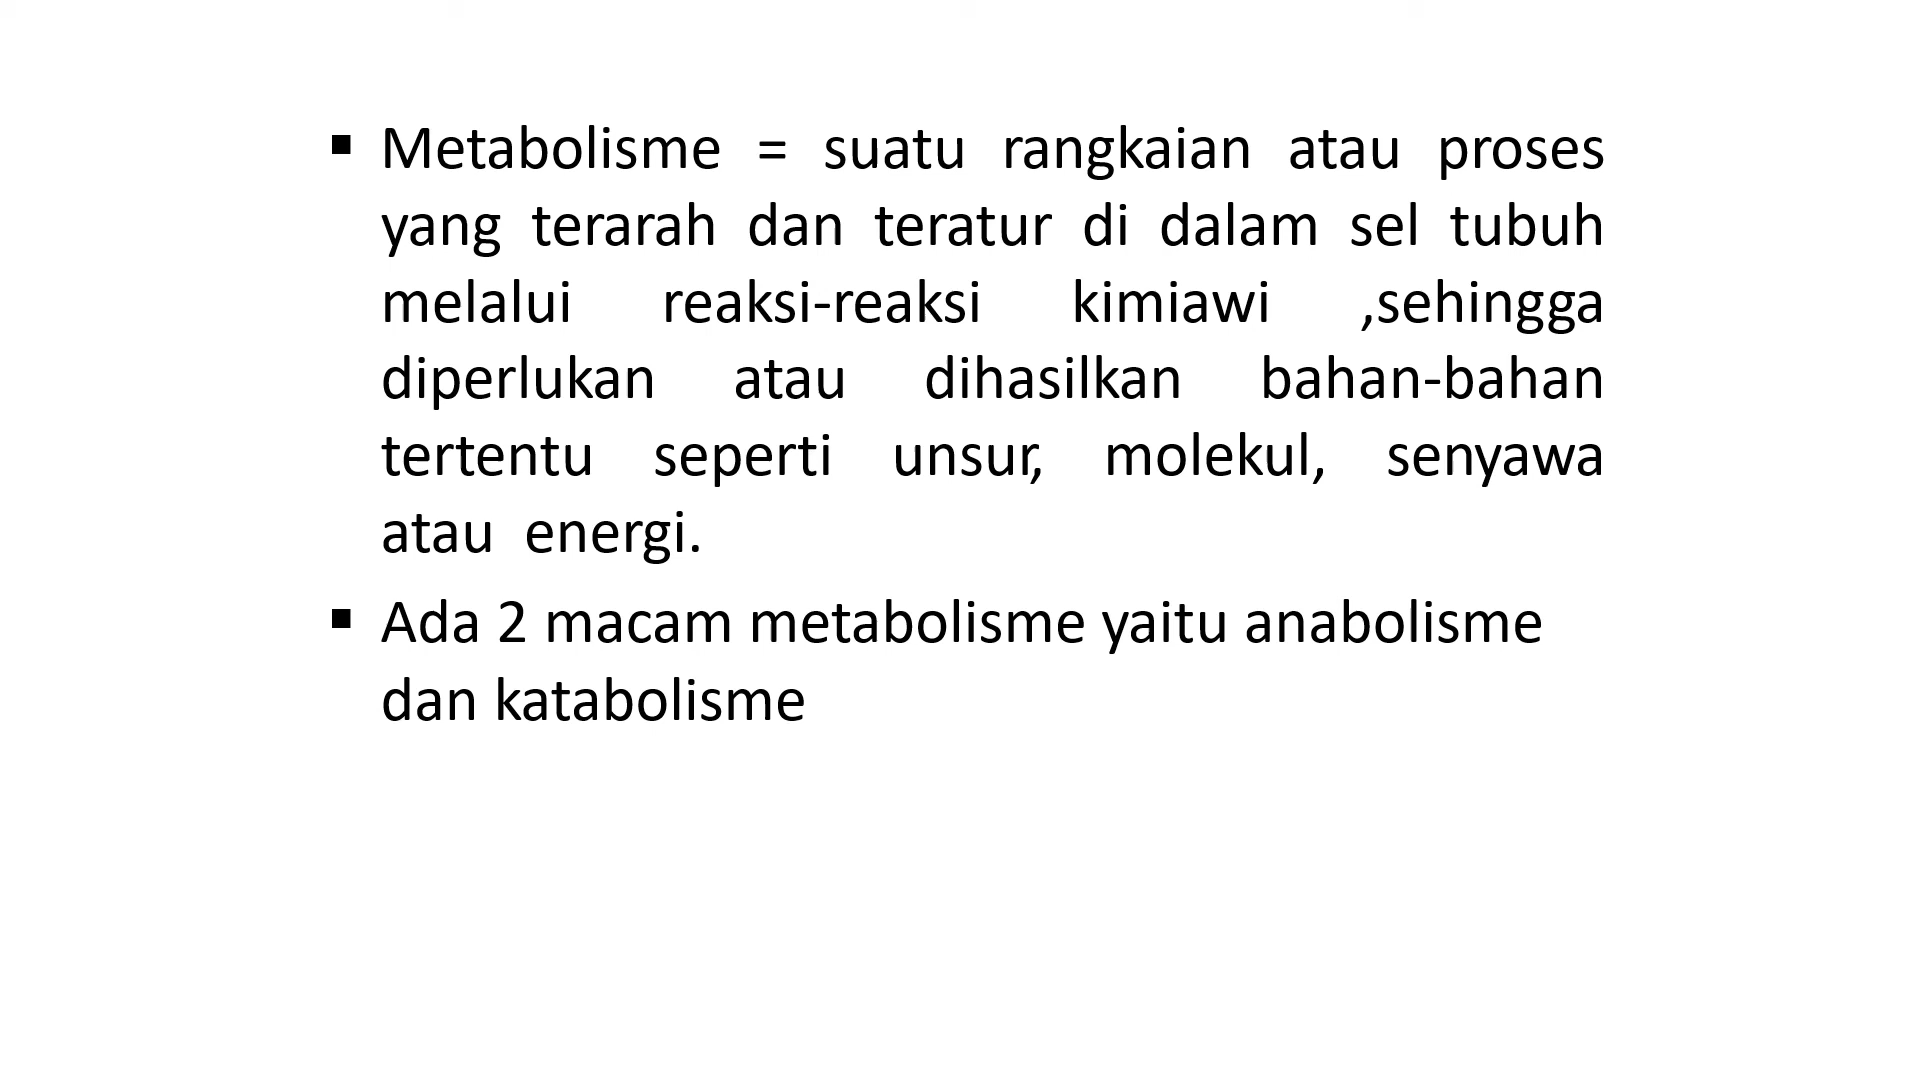 ▪ Metabolisme = suatu rangkaian atau proses
yang terarah dan teratur di dalam sel tubuh
melalui reaksi-reaksi kimiawi ,sehingga
diperlukan atau dihasilkan bahan-bahan
tertentu seperti unsur, molekul, senyawa
atau energi.
▪ Ada 2 macam metabolisme yaitu anabolisme
dan katabolisme